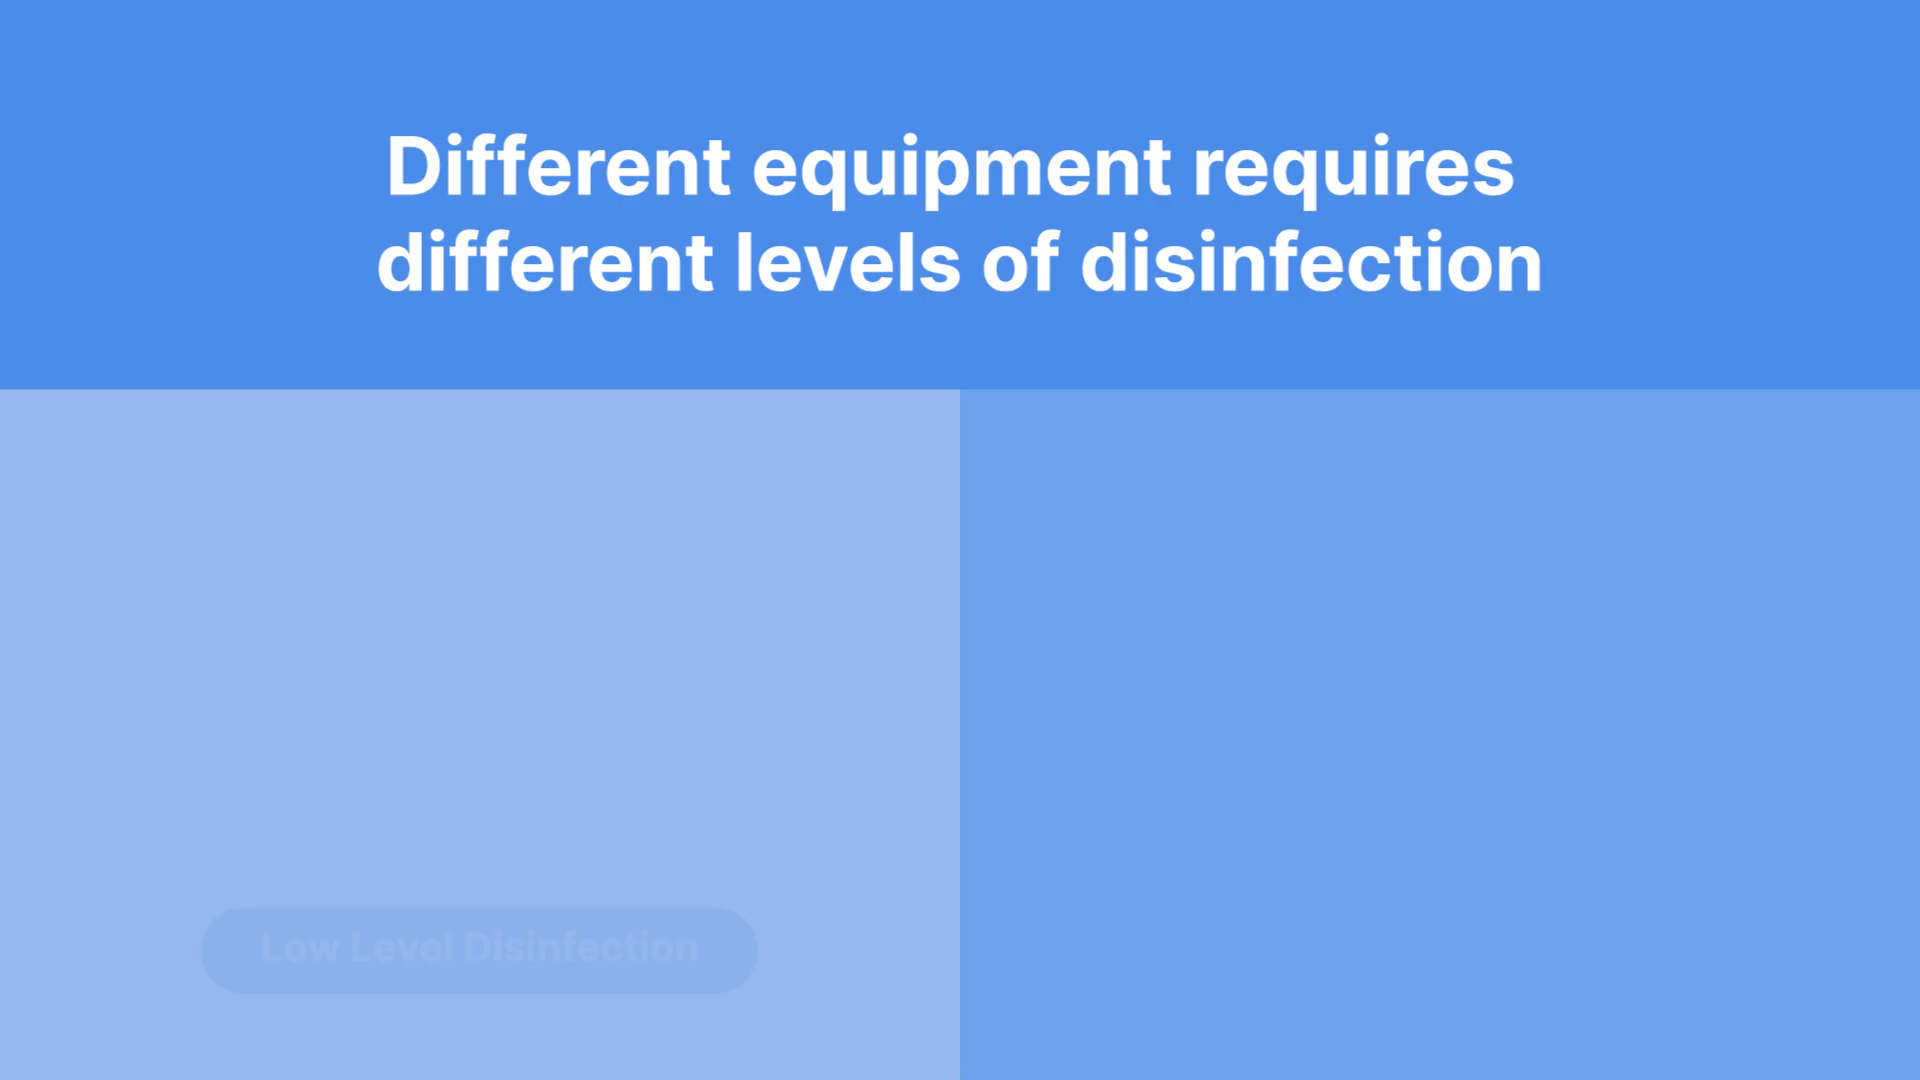 Different equipment requires
different levels of disinfection
Low Level Disinfection